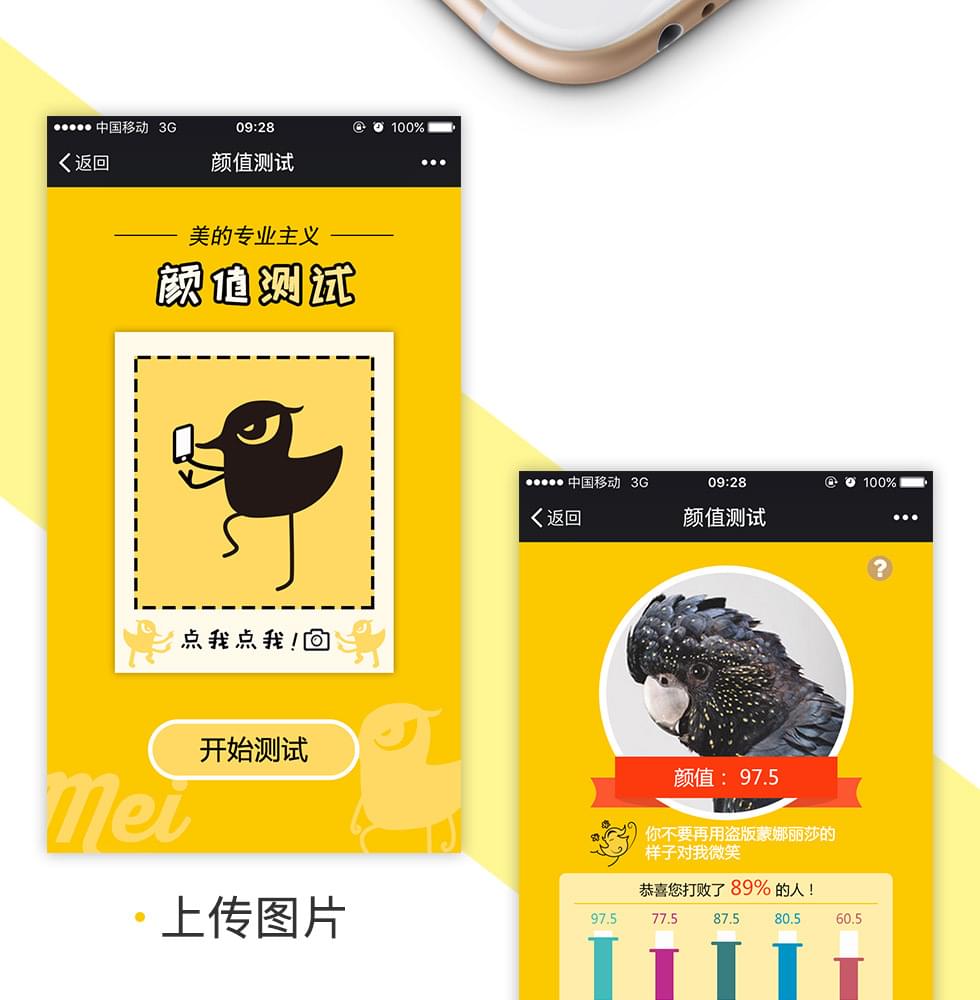 中国移动 3G 09:28 100%
返回 颜值测试
美的专业主义
颜值测试
点我点我！
开始测试
Mei
上传图片
中国移动 3G 09:28 100%
返回 颜值测试
?
颜值： 97.5
你不要再用盗版蒙娜丽莎的
样子对我微笑
恭喜您打败了 89% 的人！
97.5 77.5 87.5 80.5 60.5